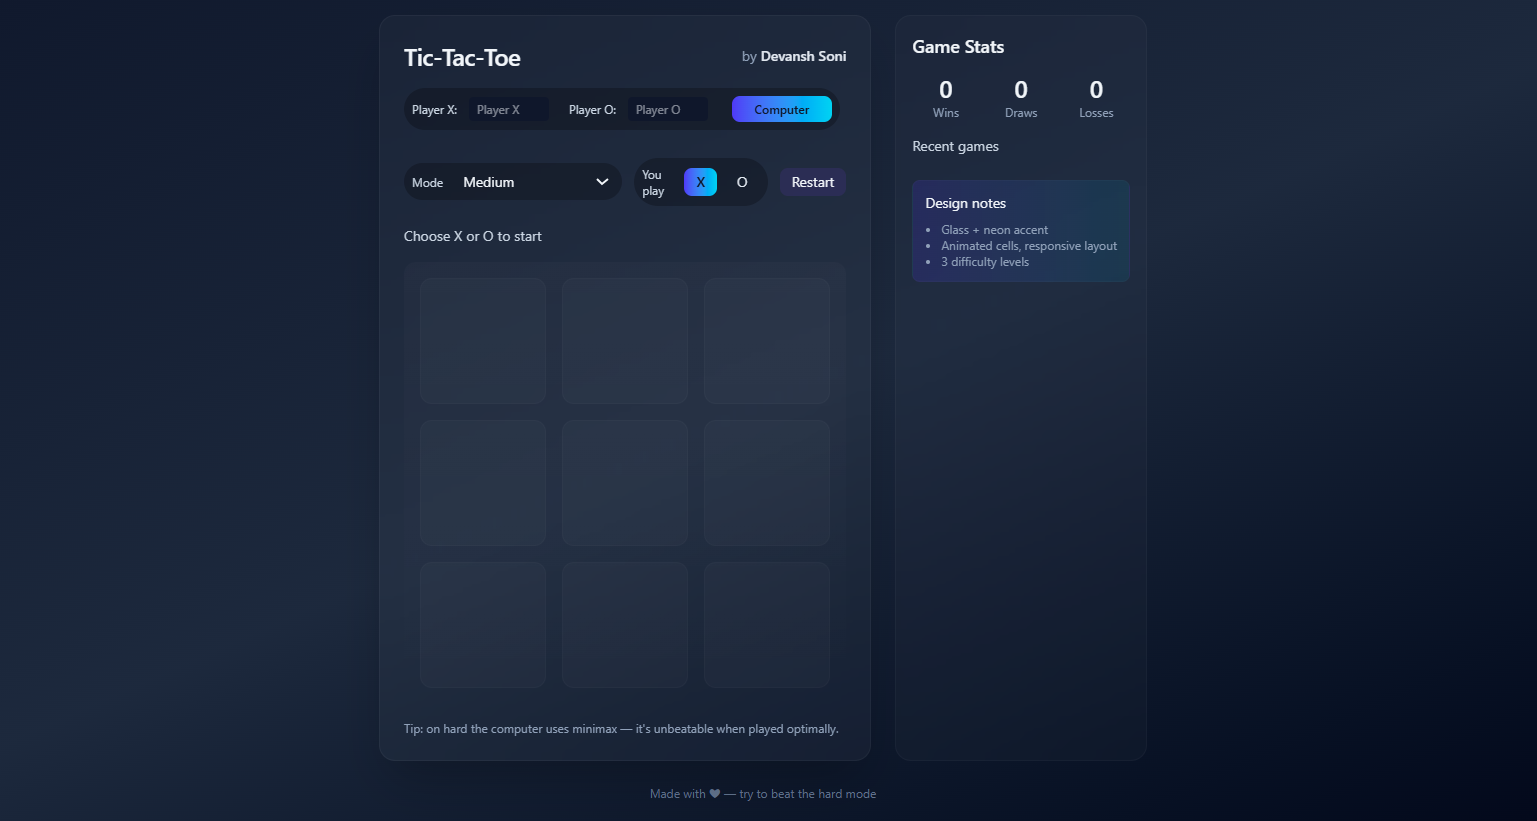 Tic-Tac-Toe
by Devansh Soni
Player X: Player X Player O: Player O Computer
Mode Medium
You play X O Restart
Choose X or O to start
Tip: on hard the computer uses minimax — it's unbeatable when played optimally.
Game Stats
0 0 0
Wins Draws Losses
Recent games
Design notes
• Glass + neon accent
• Animated cells, responsive layout
• 3 difficulty levels
Made with ♥ — try to beat the hard mode